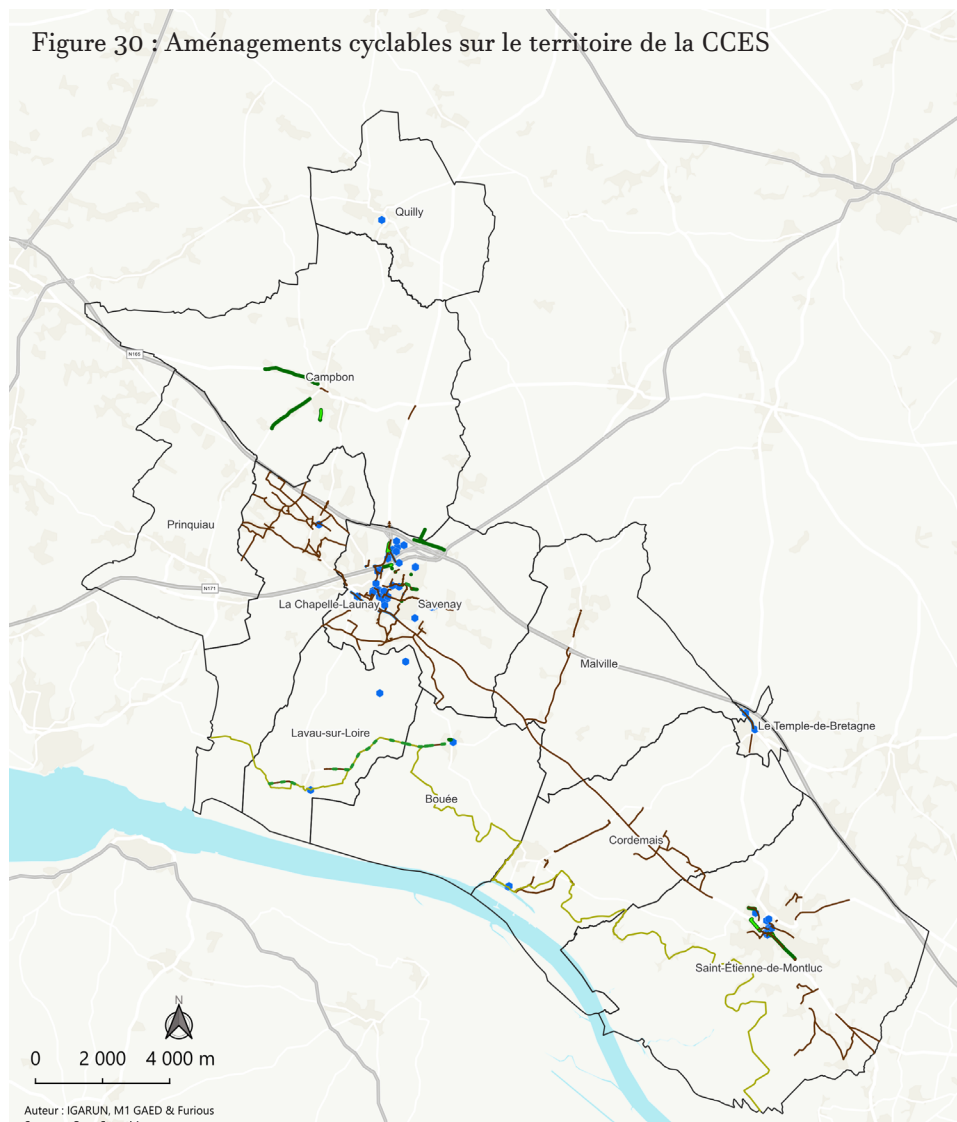 Figure 30 : Aménagements cyclables sur le territoire de la CCES
Quilly
N165
Campbon
Prinquiau
N171
La Chapelle-Launay
Savenay
Malville
Le Temple-de-Bretagne
Lavau-sur-Loire
Bouée
Cordemais
Saint-Étienne-de-Montluc
N
0 2 000 4 000 m
Auteur : IGARUN, M1 GAED & Furious